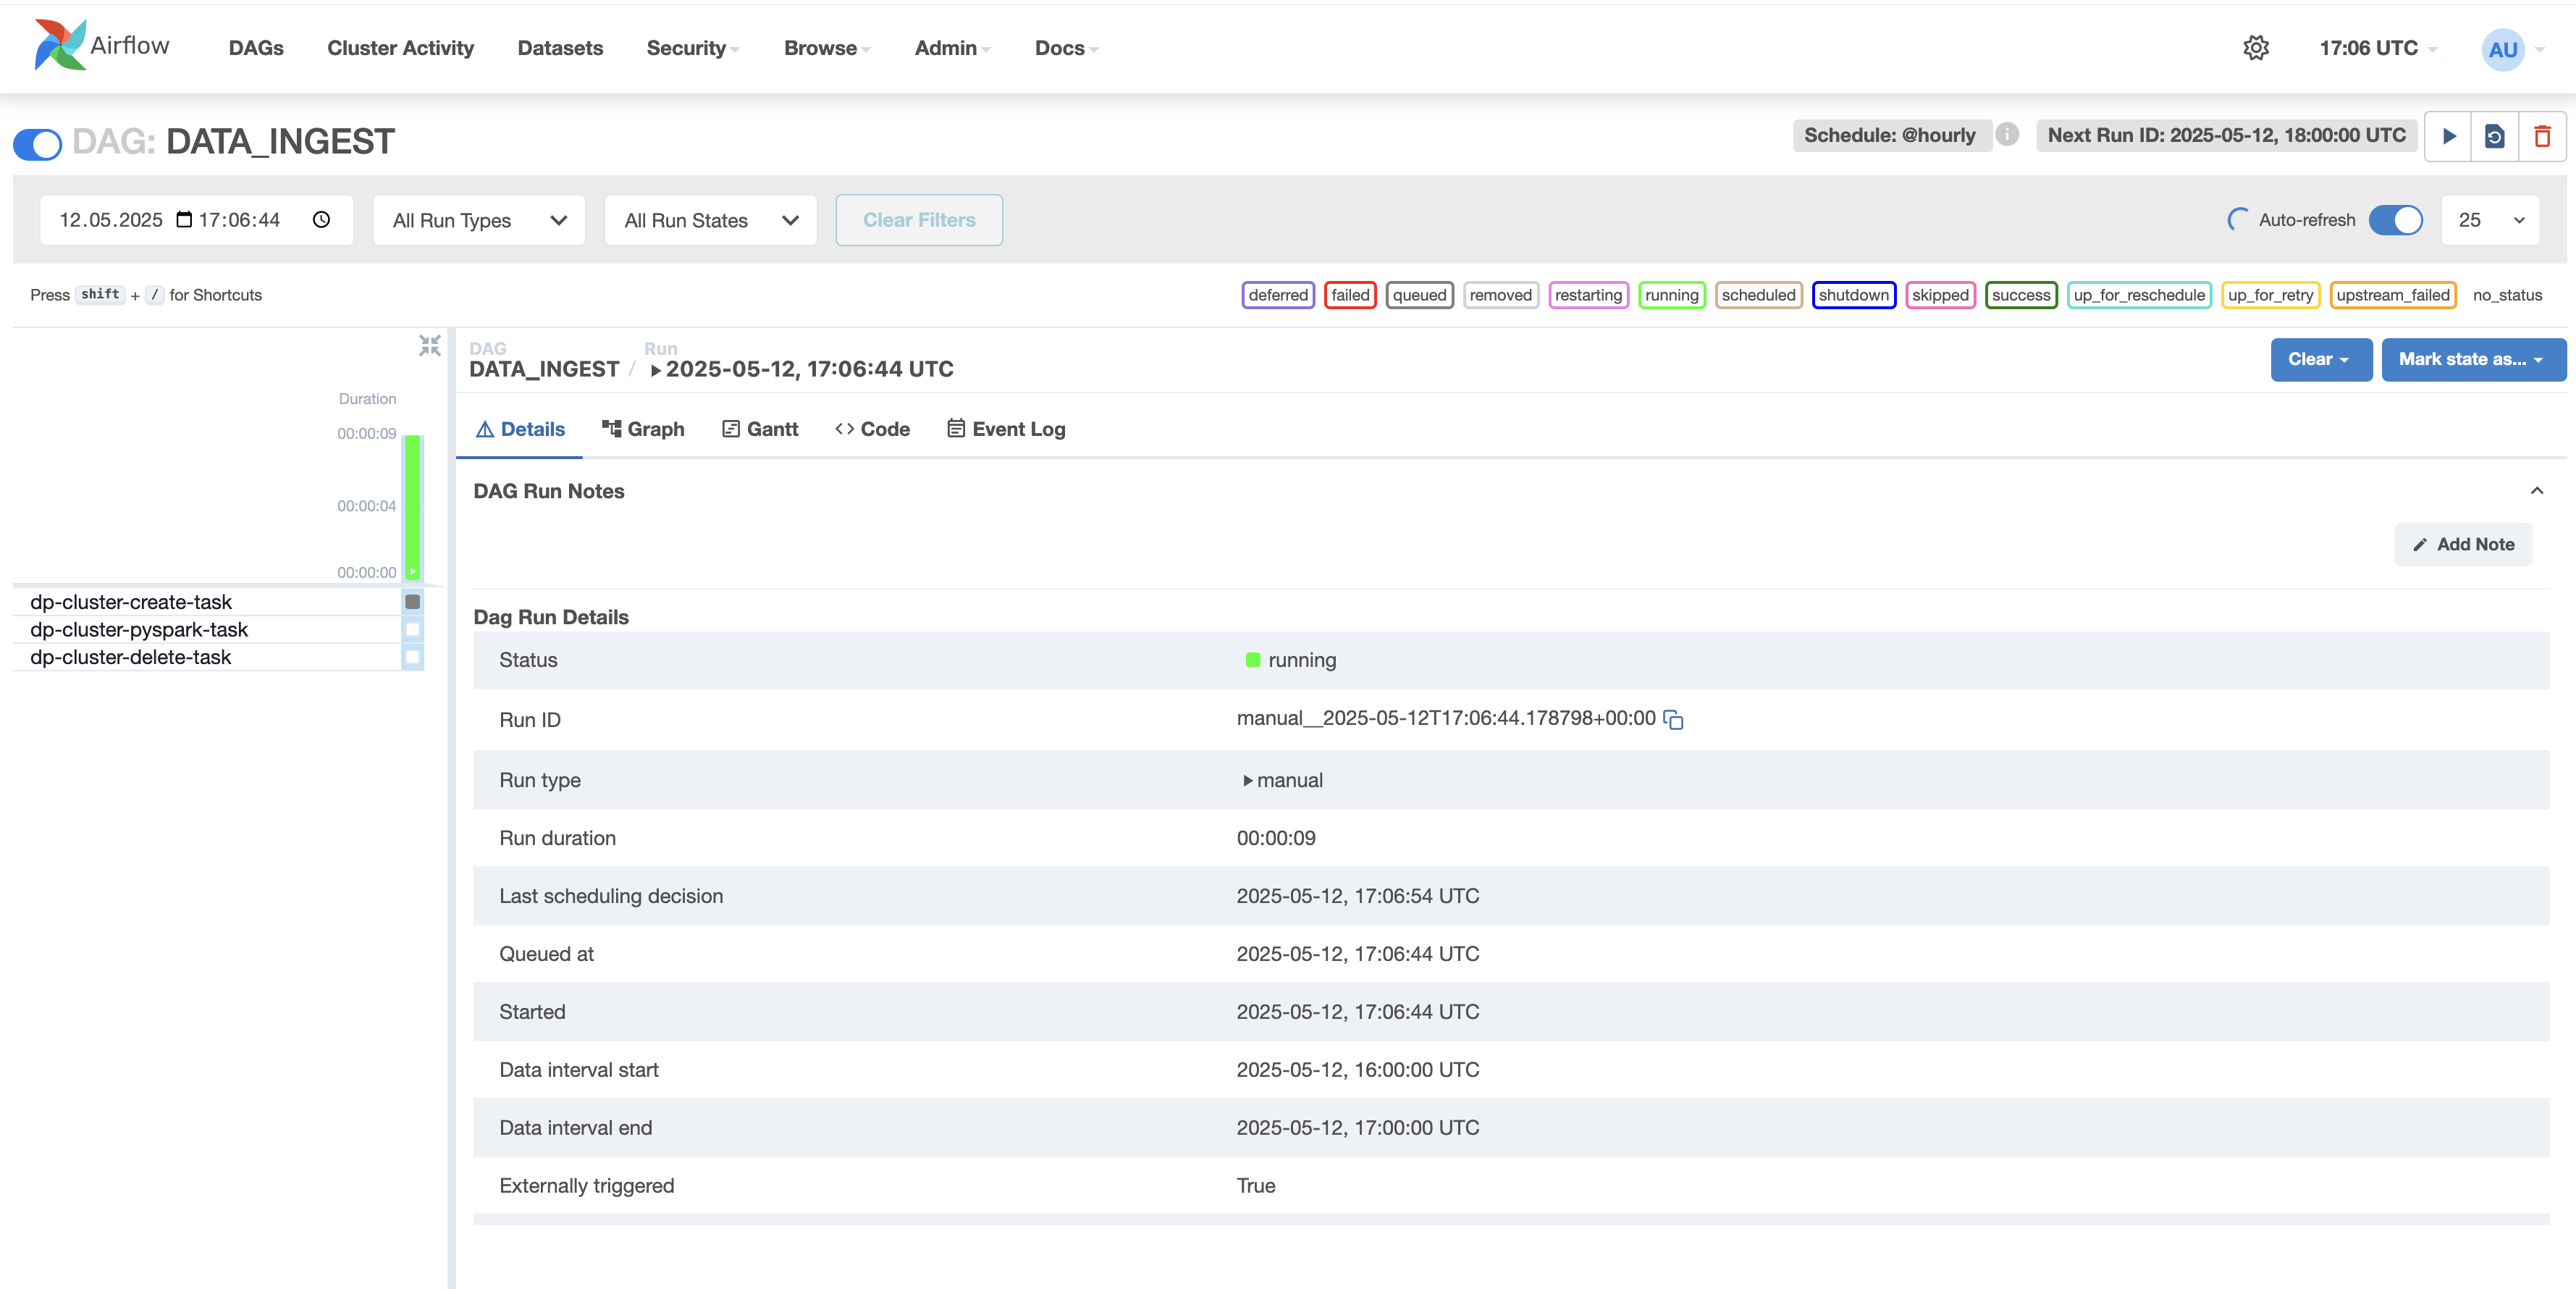 Airflow DAGs Cluster Activity Datasets Security Browse Admin Docs 17:06 UTC AU
DAG: DATA_INGEST Schedule: @hourly i Next Run ID: 2025-05-12, 18:00:00 UTC
12.05.2025 17:06:44 All Run Types All Run States Clear Filters Auto-refresh 25
Press shift + / for Shortcuts deferred failed queued removed restarting running scheduled shutdown skipped success up_for_reschedule up_for_retry upstream_failed no_status
Duration
00:00:09
00:00:04
00:00:00
dp-cluster-create-task
dp-cluster-pyspark-task
dp-cluster-delete-task
DAG Run
DATA_INGEST / 2025-05-12, 17:06:44 UTC Clear Mark state as...
Details Graph Gantt Code Event Log
DAG Run Notes
Add Note
Dag Run Details
Status running
Run ID manual__2025-05-12T17:06:44.178798+00:00
Run type manual
Run duration 00:00:09
Last scheduling decision 2025-05-12, 17:06:54 UTC
Queued at 2025-05-12, 17:06:44 UTC
Started 2025-05-12, 17:06:44 UTC
Data interval start 2025-05-12, 16:00:00 UTC
Data interval end 2025-05-12, 17:00:00 UTC
Externally triggered True